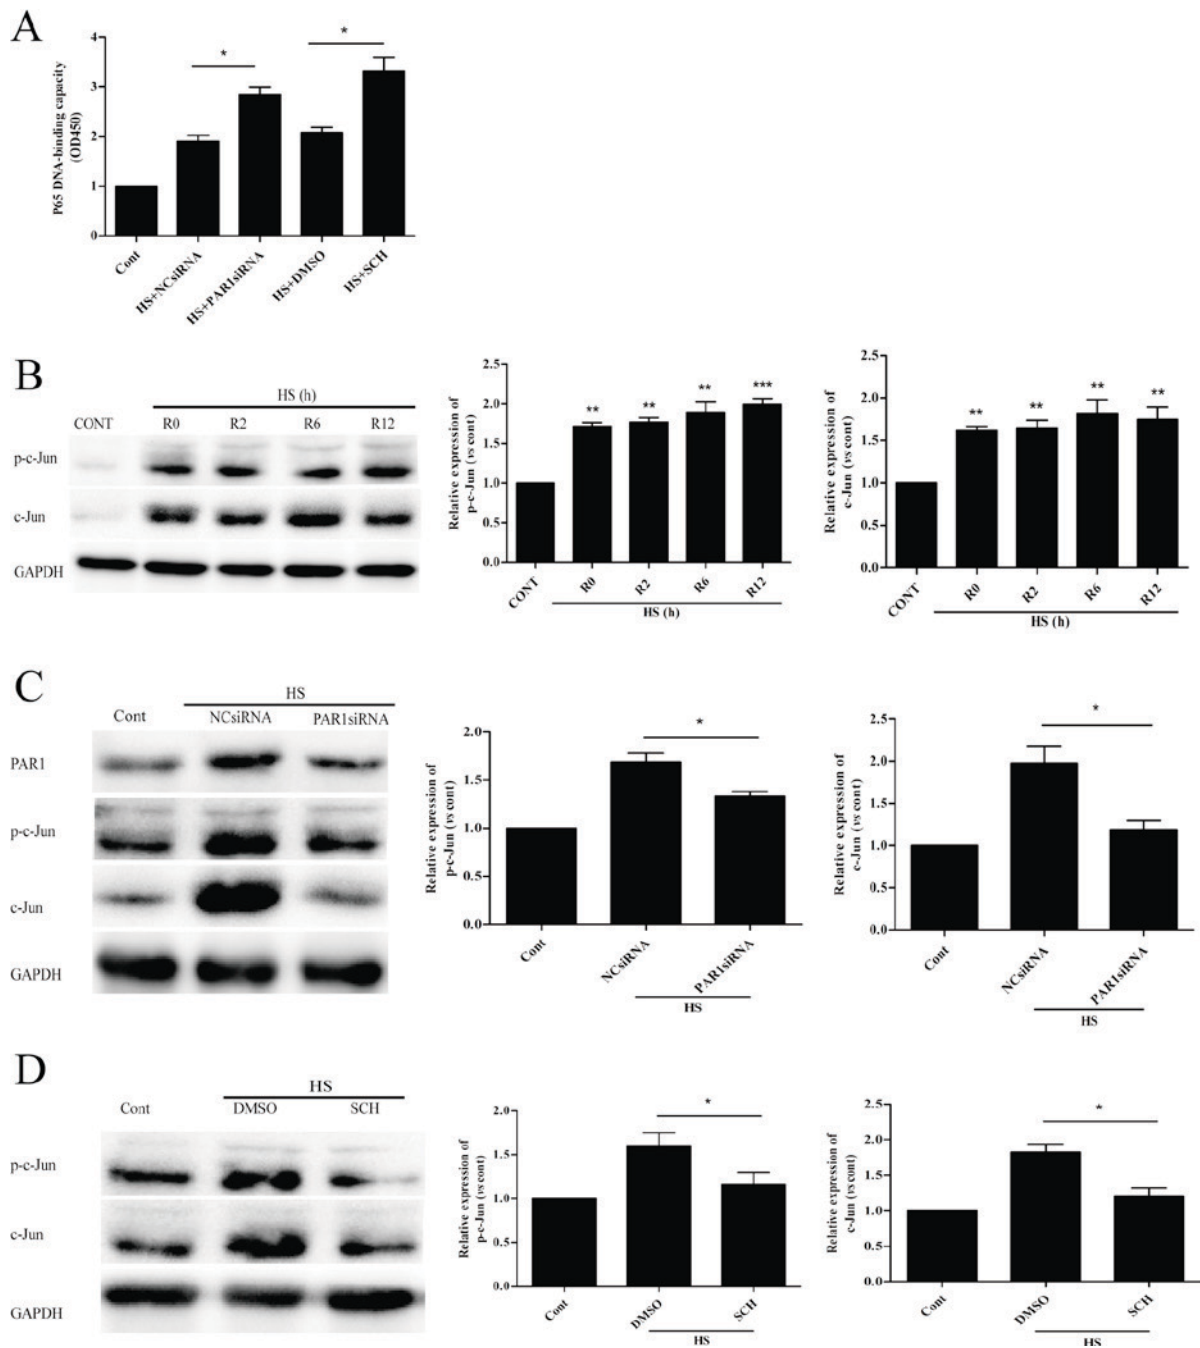 A
P65 DNA-binding capacity
(OD450)
4
3
2
1
0
*
*
Cont
HS+NCsiRNA
HS+PAR1siRNA
HS+DMSO
HS+SCH
B
HS (h)
CONT
R0
R2
R6
R12
p-c-Jun
c-Jun
GAPDH
Relative expression of
p-c-Jun (vs cont)
2.5
2.0
1.5
1.0
0.5
0.0
**
**
**
***
CONT
R0
R2
R6
R12
HS (h)
Relative expression of
c-Jun (vs cont)
2.5
2.0
1.5
1.0
0.5
0.0
**
**
**
**
CONT
R0
R2
R6
R12
HS (h)
C
HS
Cont
NCsiRNA
PAR1siRNA
PAR1
p-c-Jun
c-Jun
GAPDH
Relative expression of
p-c-Jun (vs cont)
2.0
1.5
1.0
0.5
0.0
*
Cont
NCsiRNA
PAR1siRNA
HS
Relative expression of
c-Jun (vs cont)
2.5
2.0
1.5
1.0
0.5
0.0
*
Cont
NCsiRNA
PAR1siRNA
HS
D
HS
Cont
DMSO
SCH
p-c-Jun
c-Jun
GAPDH
Relative expression of
p-c-Jun (vs cont)
2.0
1.5
1.0
0.5
0.0
*
Cont
DMSO
SCH
HS
Relative expression of
c-Jun (vs cont)
2.5
2.0
1.5
1.0
0.5
0.0
*
Cont
DMSO
SCH
HS